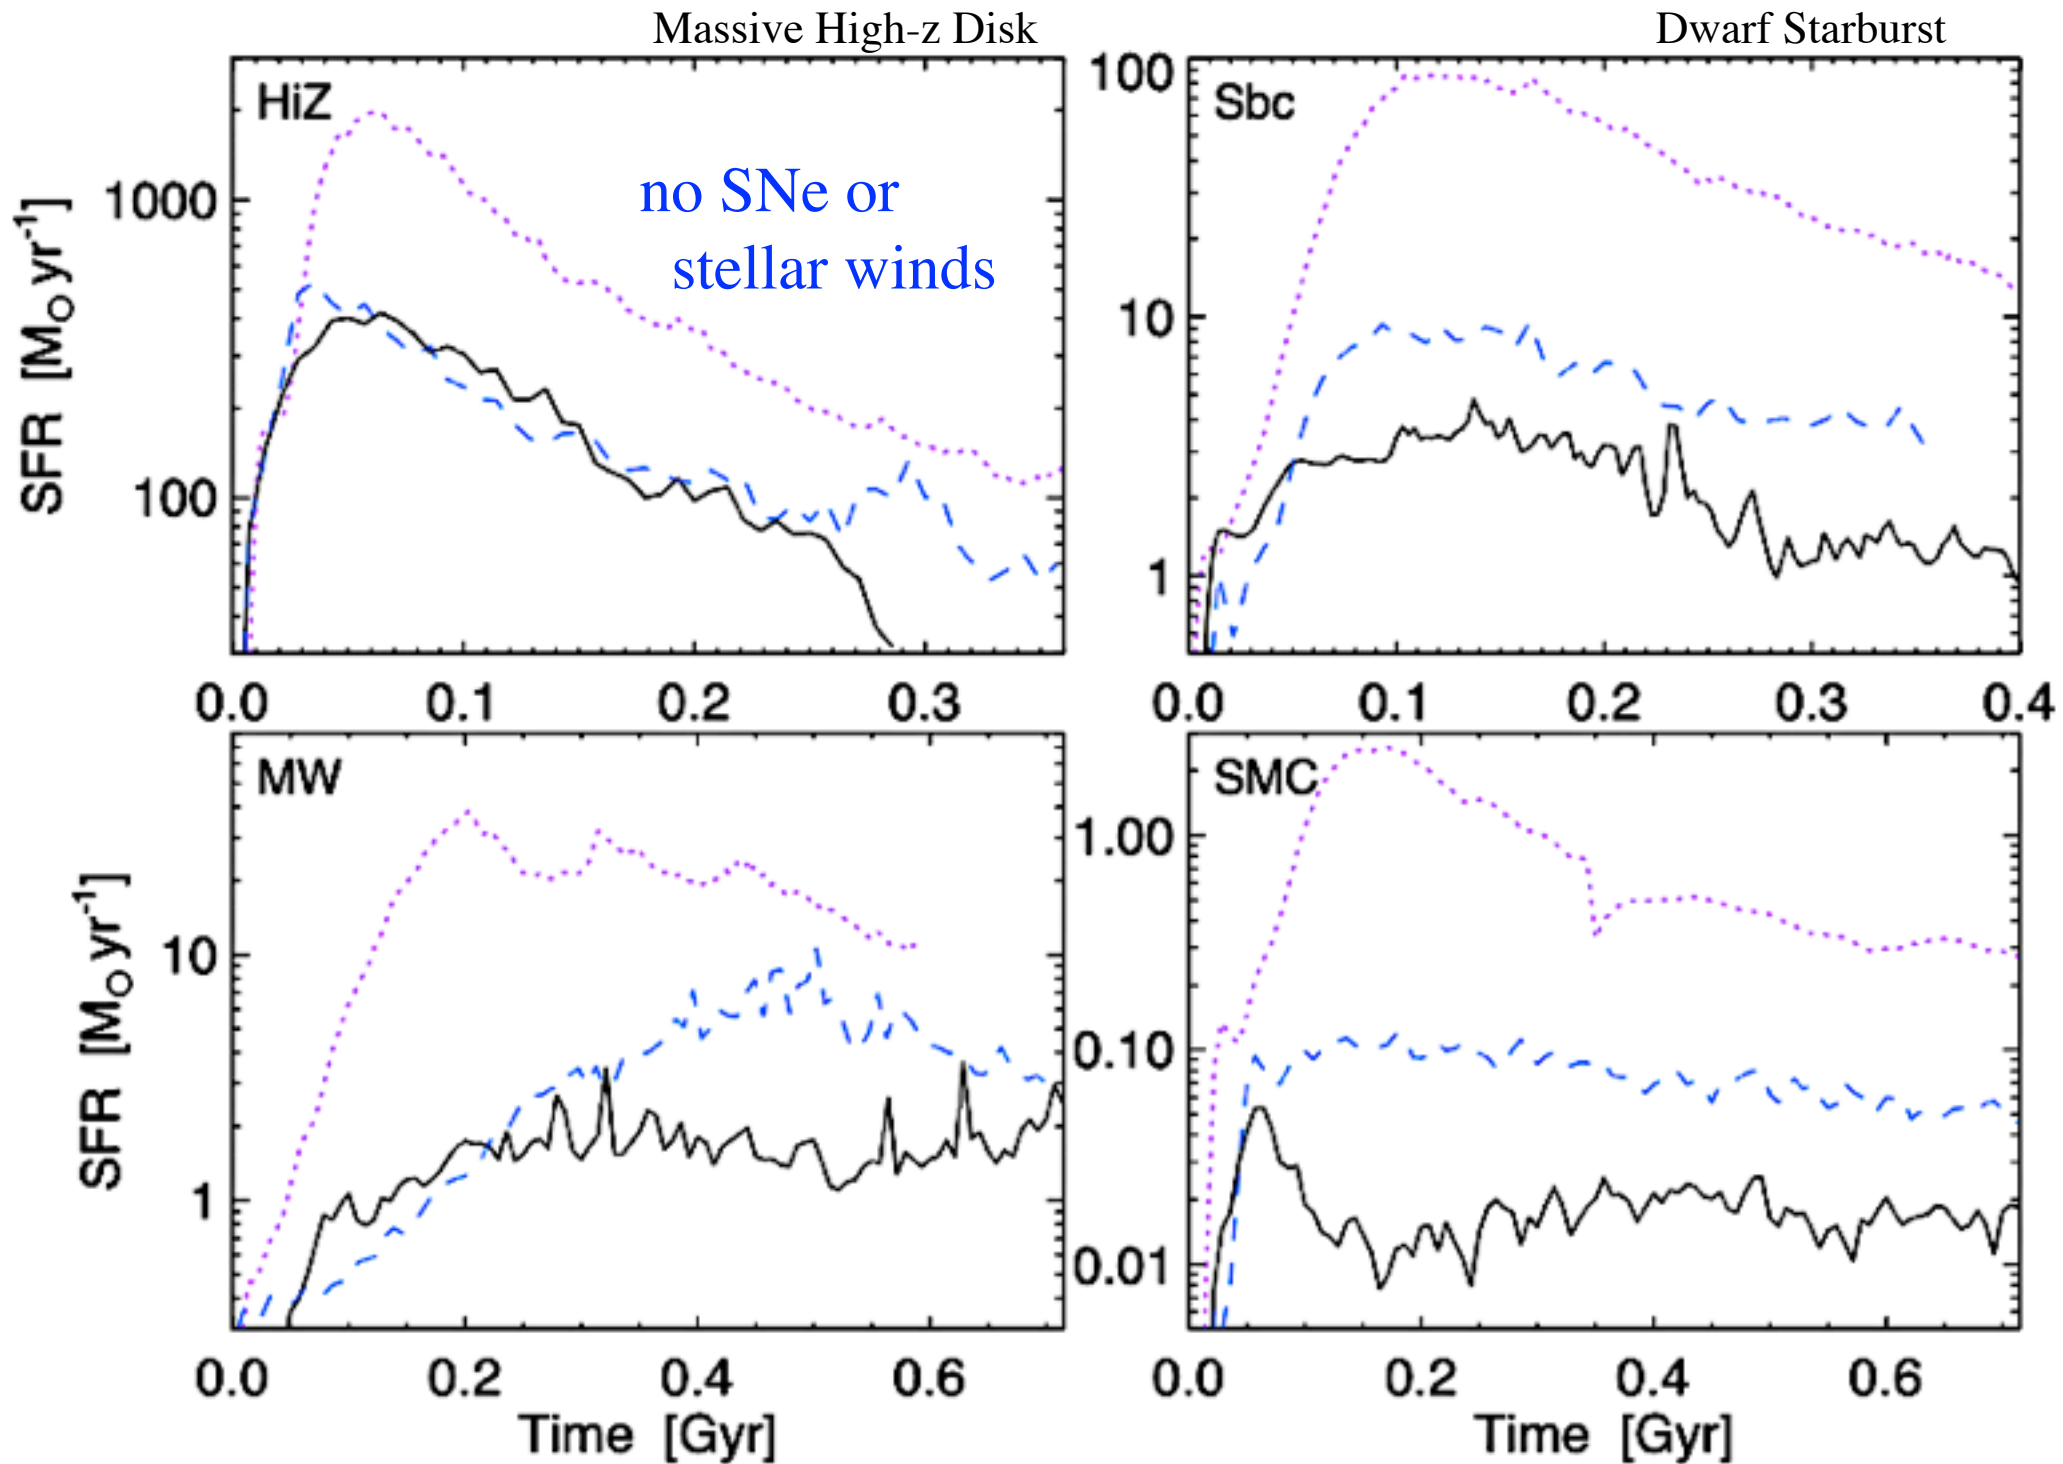 Massive High-z Disk
Dwarf Starburst
HiZ
no SNe or
stellar winds
SFR [M☉ yr⁻¹]
1000
100
0.0 0.1 0.2 0.3
Sbc
100
10
1
0.0 0.1 0.2 0.3 0.4
MW
SFR [M☉ yr⁻¹]
10
1
0.0 0.2 0.4 0.6
Time [Gyr]
SMC
1.00
0.10
0.01
0.0 0.2 0.4 0.6
Time [Gyr]